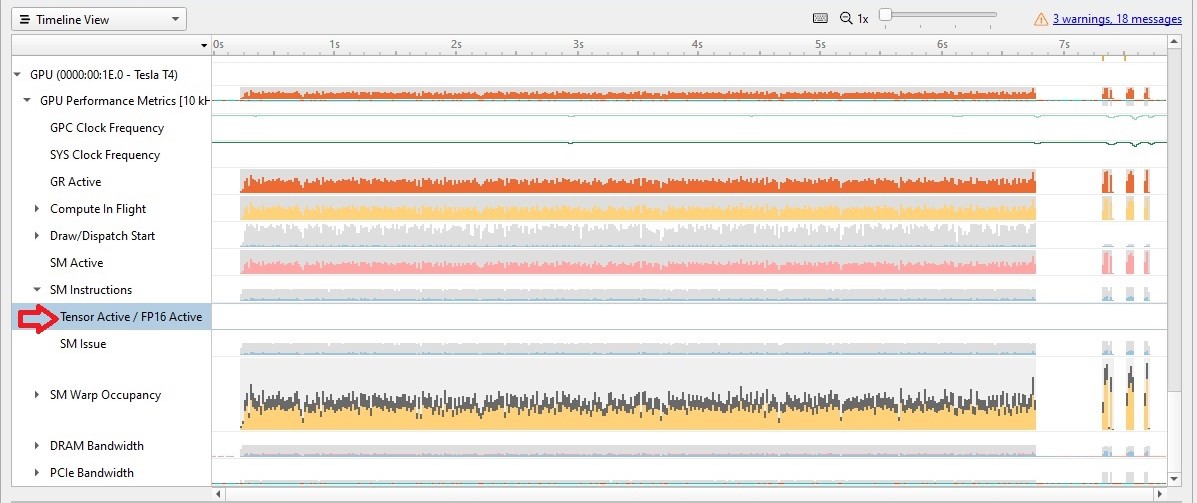 Timeline View
1x
3 warnings, 18 messages
0s 1s 2s 3s 4s 5s 6s 7s
GPU (0000:00:1E.0 - Tesla T4)
GPU Performance Metrics [10 kH
GPC Clock Frequency
SYS Clock Frequency
GR Active
Compute In Flight
Draw/Dispatch Start
SM Active
SM Instructions
Tensor Active / FP16 Active
SM Issue
SM Warp Occupancy
DRAM Bandwidth
PCIe Bandwidth